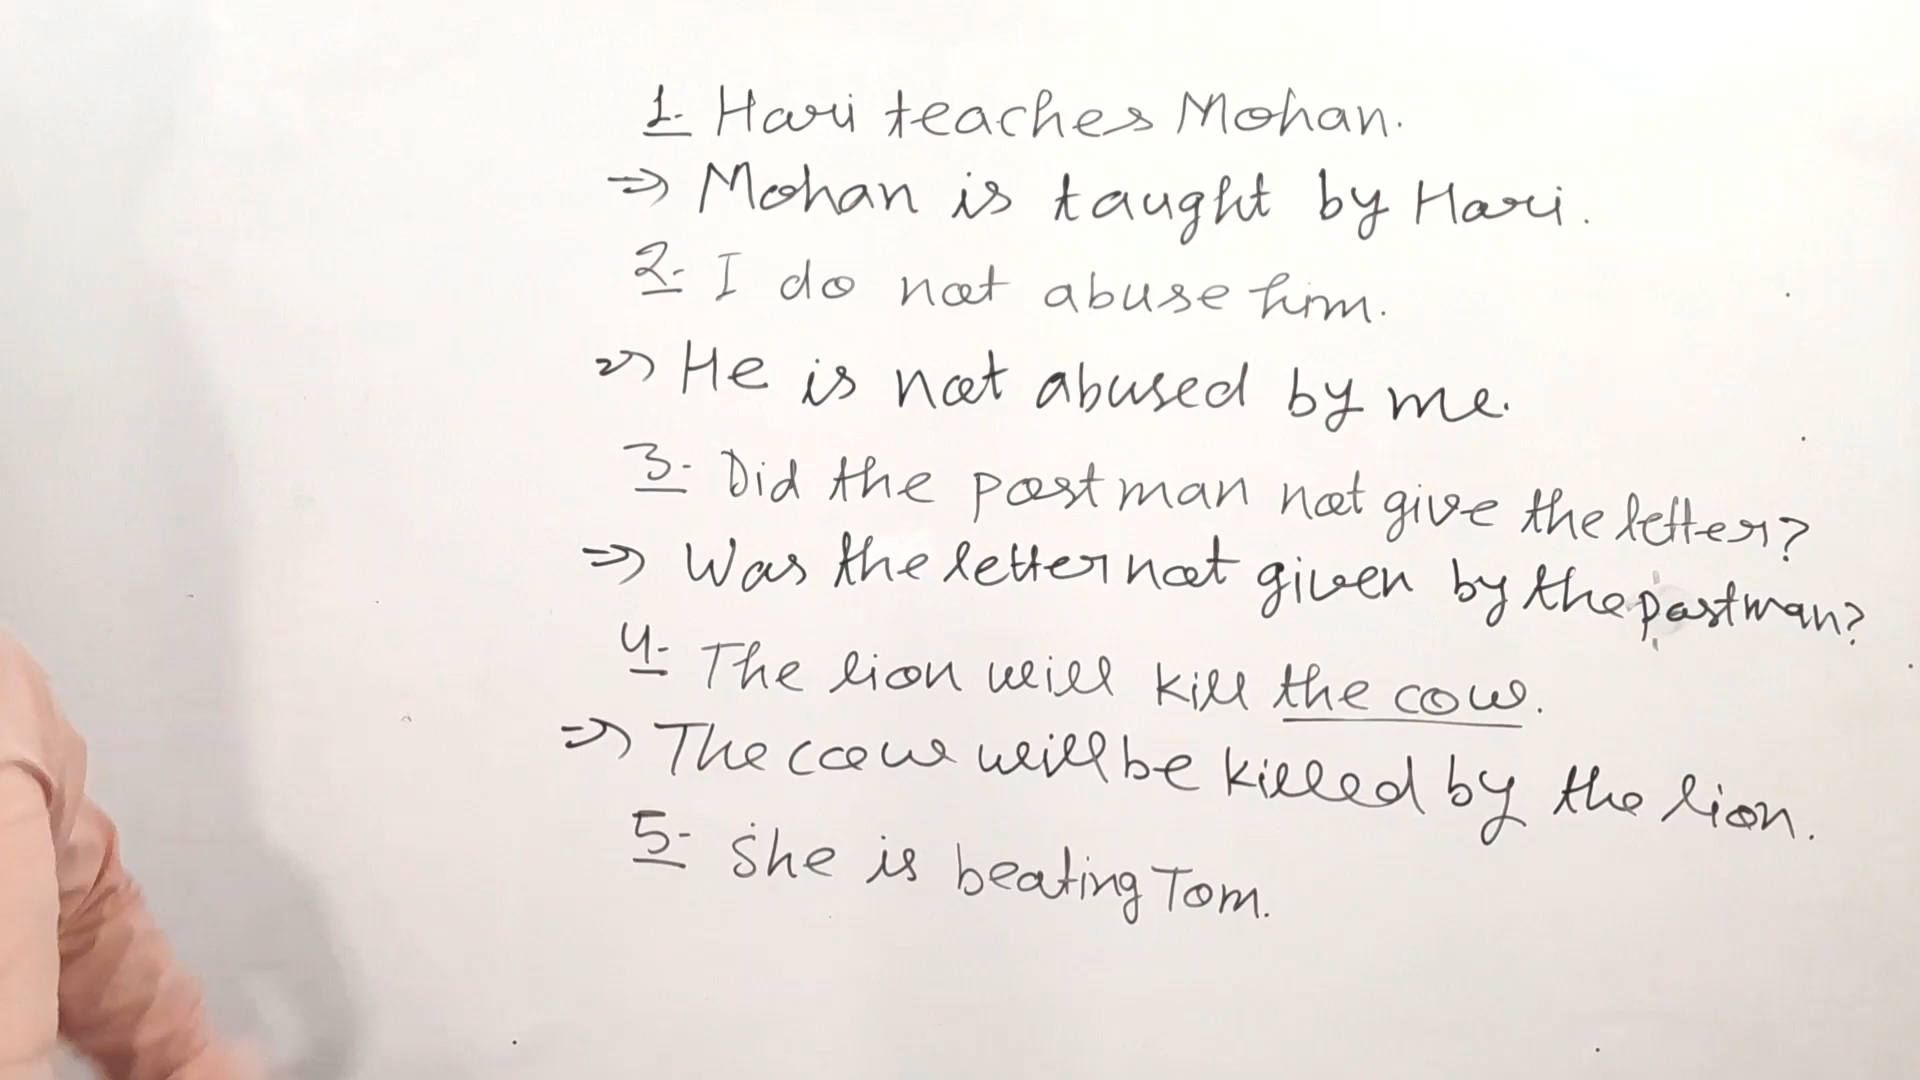 1. Hari teaches Mohan.
⇒ Mohan is taught by Hari.
2. I do not abuse him.
⇒ He is not abused by me.
3. Did the postman not give the letter?
⇒ Was the letter not given by the postman?
4. The lion will kill the cow.
⇒ The cow will be killed by the lion.
5. She is beating Tom.